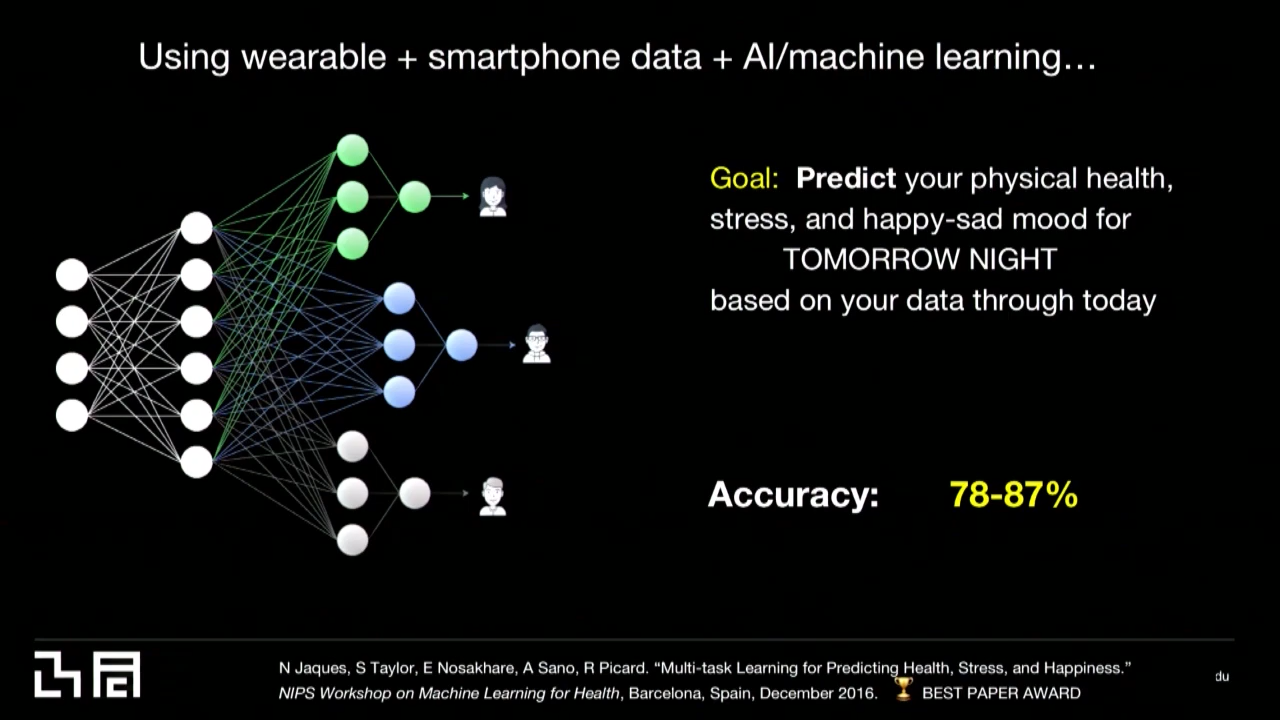 Using wearable + smartphone data + AI/machine learning…
Goal: Predict your physical health,
stress, and happy-sad mood for
TOMORROW NIGHT
based on your data through today
Accuracy: 78-87%
N Jaques, S Taylor, E Nosakhare, A Sano, R Picard. “Multi-task Learning for Predicting Health, Stress, and Happiness.”
NIPS Workshop on Machine Learning for Health, Barcelona, Spain, December 2016. BEST PAPER AWARD
du